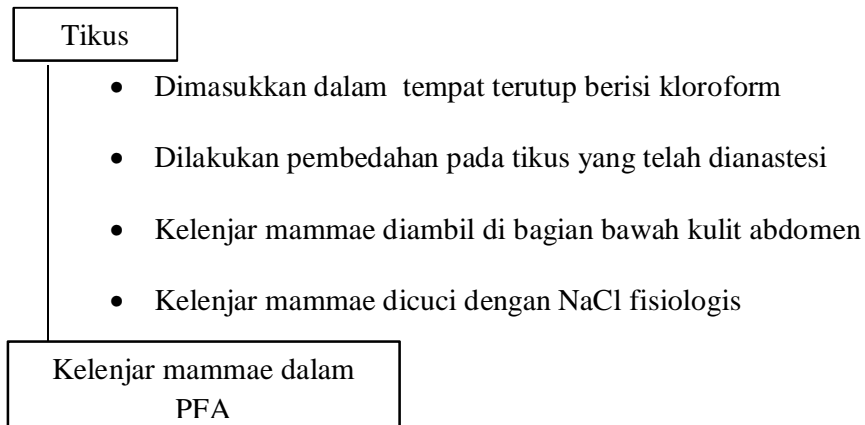 Tikus
• Dimasukkan dalam tempat terutup berisi kloroform
• Dilakukan pembedahan pada tikus yang telah dianastesi
• Kelenjar mammae diambil di bagian bawah kulit abdomen
• Kelenjar mammae dicuci dengan NaCl fisiologis
Kelenjar mammae dalam
PFA